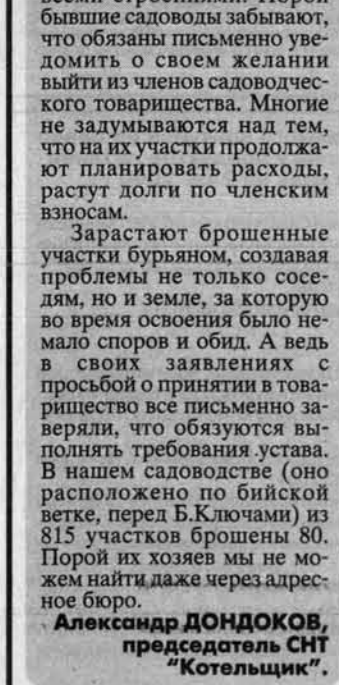 всеми строениями. Порой
бывшие садоводы забывают,
что обязаны письменно уве-
домить о своем желании
выйти из членов садоводчес-
кого товарищества. Многие
не задумываются над тем,
что на их участки продолжа-
ют планировать расходы,
растут долги по членским
взносам.
Зарастают брошенные
участки бурьяном, создавая
проблемы не только сосе-
дям, но и земле, за которую
во время освоения было не-
мало споров и обид. А ведь
в своих заявлениях с
просьбой о принятии в това-
рищество все письменно за-
веряли, что обязуются вы-
полнять требования устава.
В нашем садоводстве (оно
расположено по бийской
ветке, перед Б.Ключами) из
815 участков брошены 80.
Порой их хозяев мы не мо-
жем найти даже через адрес-
ное бюро.
Александр ДОНДОКОВ,
председатель СНТ
"Котельщик".